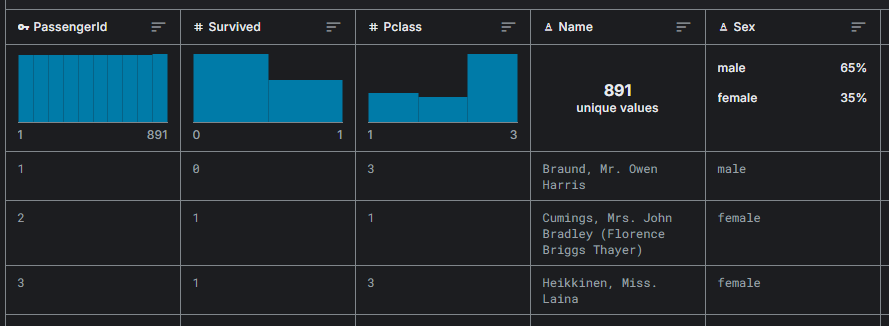 PassengerId # Survived # Pclass Name Sex
1 891
0 1
1 3
891
unique values
male 65%
female 35%
1 0 3 Braund, Mr. Owen
Harris
male
2 1 1 Cumings, Mrs. John
Bradley (Florence
Briggs Thayer)
female
3 1 3 Heikkinen, Miss.
Laina
female